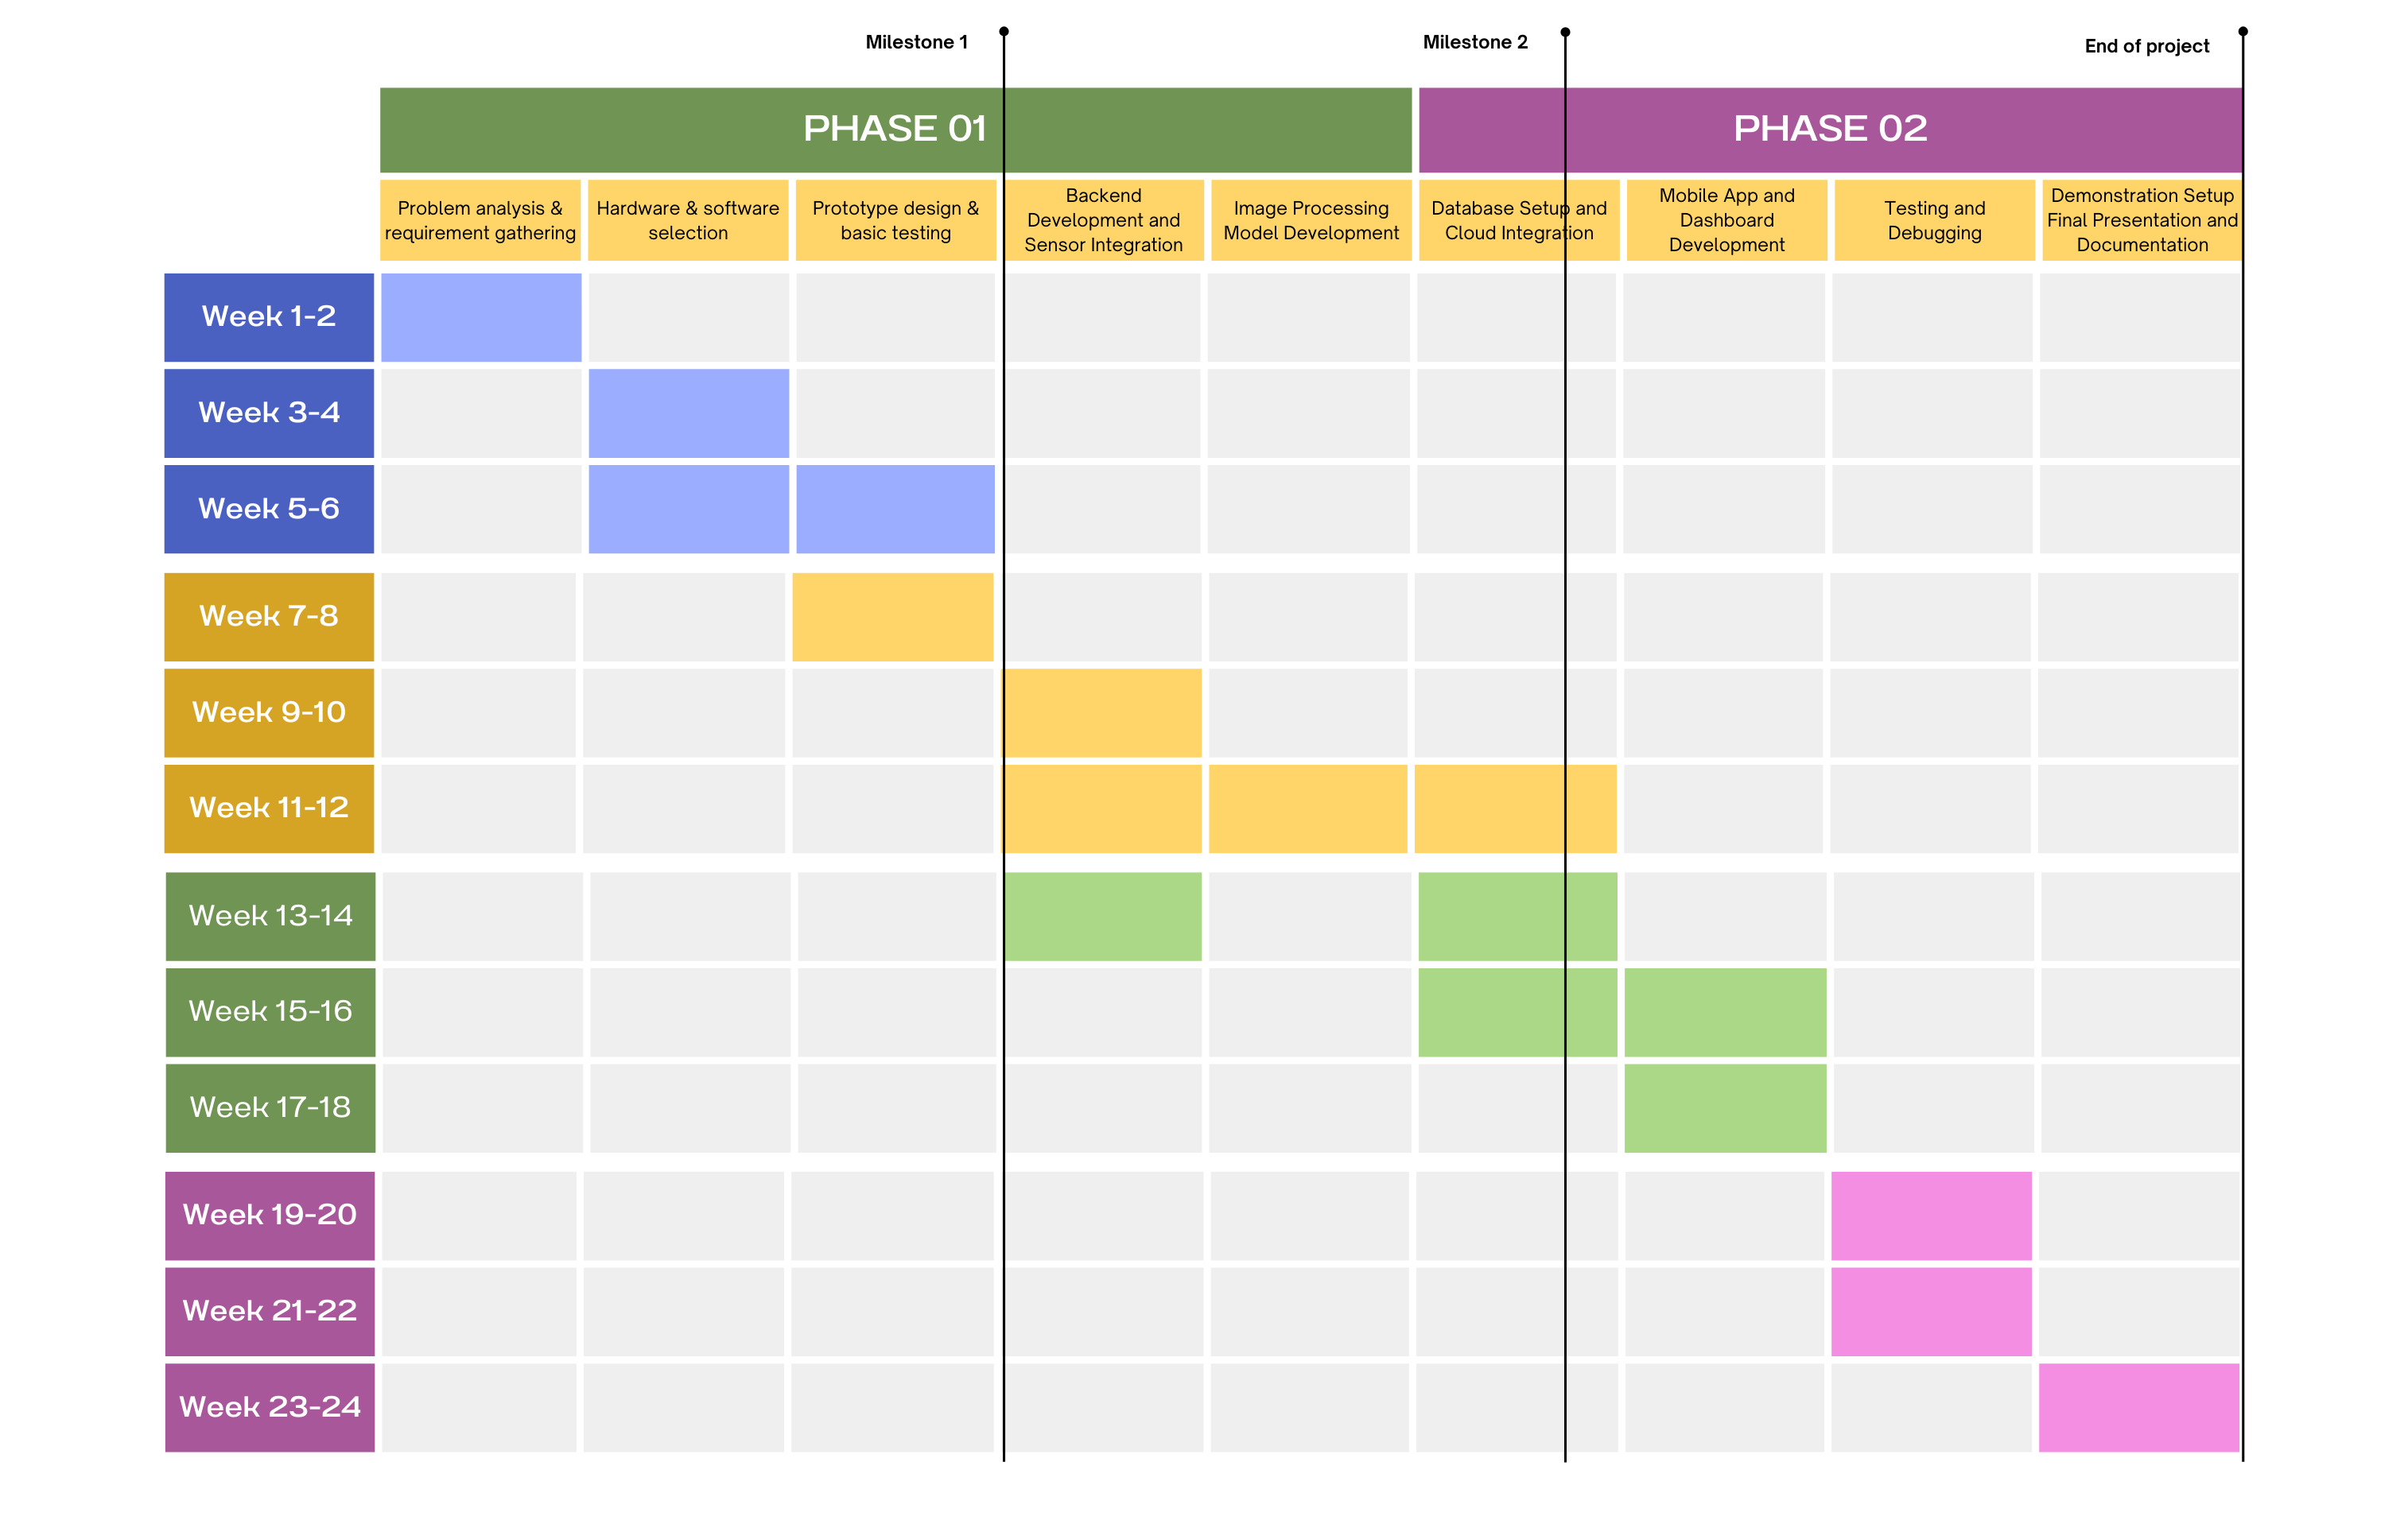 Milestone 1
Milestone 2
End of project
PHASE 01
PHASE 02
Problem analysis &
requirement gathering
Hardware & software
selection
Prototype design &
basic testing
Backend
Development and
Sensor Integration
Image Processing
Model Development
Database Setup and
Cloud Integration
Mobile App and
Dashboard
Development
Testing and
Debugging
Demonstration Setup
Final Presentation and
Documentation
Week 1-2
Week 3-4
Week 5-6
Week 7-8
Week 9-10
Week 11-12
Week 13-14
Week 15-16
Week 17-18
Week 19-20
Week 21-22
Week 23-24